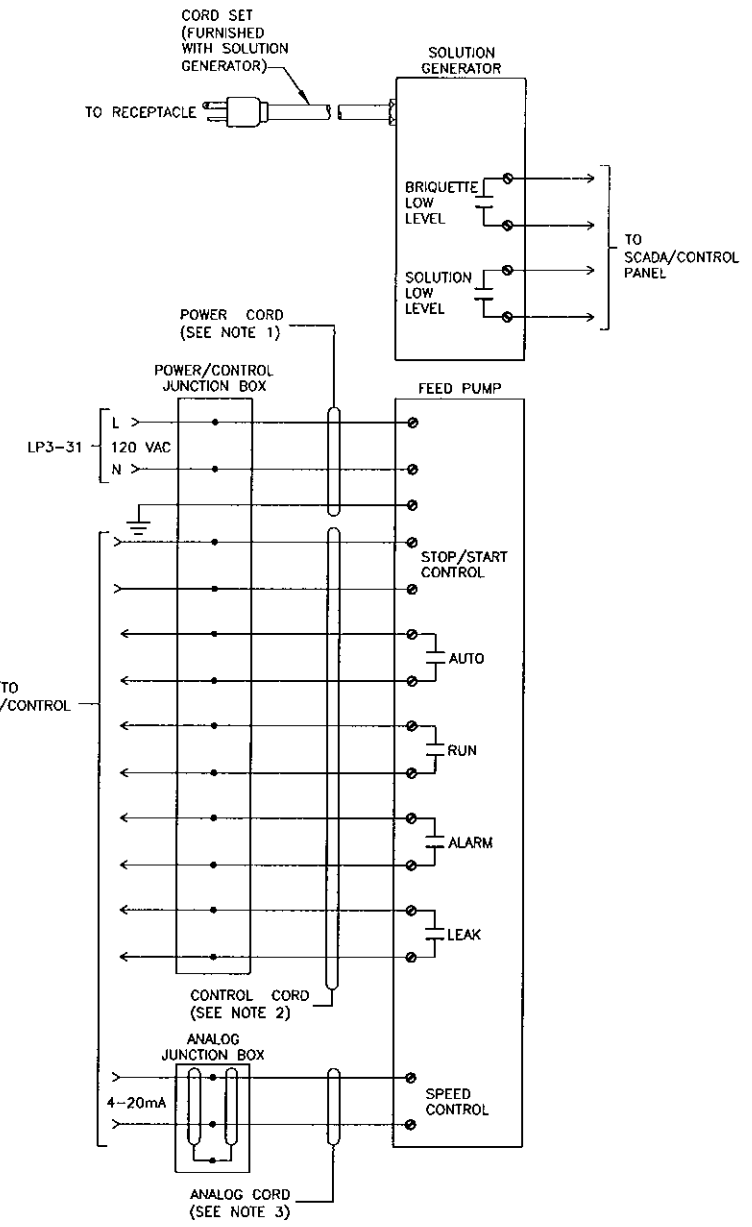 CORD SET
(FURNISHED
WITH SOLUTION
GENERATOR)
TO RECEPTACLE
SOLUTION
GENERATOR
BRIQUETTE
LOW
LEVEL
SOLUTION
LOW
LEVEL
TO
SCADA/CONTROL
PANEL
POWER CORD
(SEE NOTE 1)
POWER/CONTROL
JUNCTION BOX
FEED PUMP
LP3-31
L
120 VAC
N
STOP/START
CONTROL
AUTO
/TO
/CONTROL
RUN
ALARM
LEAK
CONTROL CORD
(SEE NOTE 2)
ANALOG
JUNCTION BOX
4-20mA
SPEED
CONTROL
ANALOG CORD
(SEE NOTE 3)